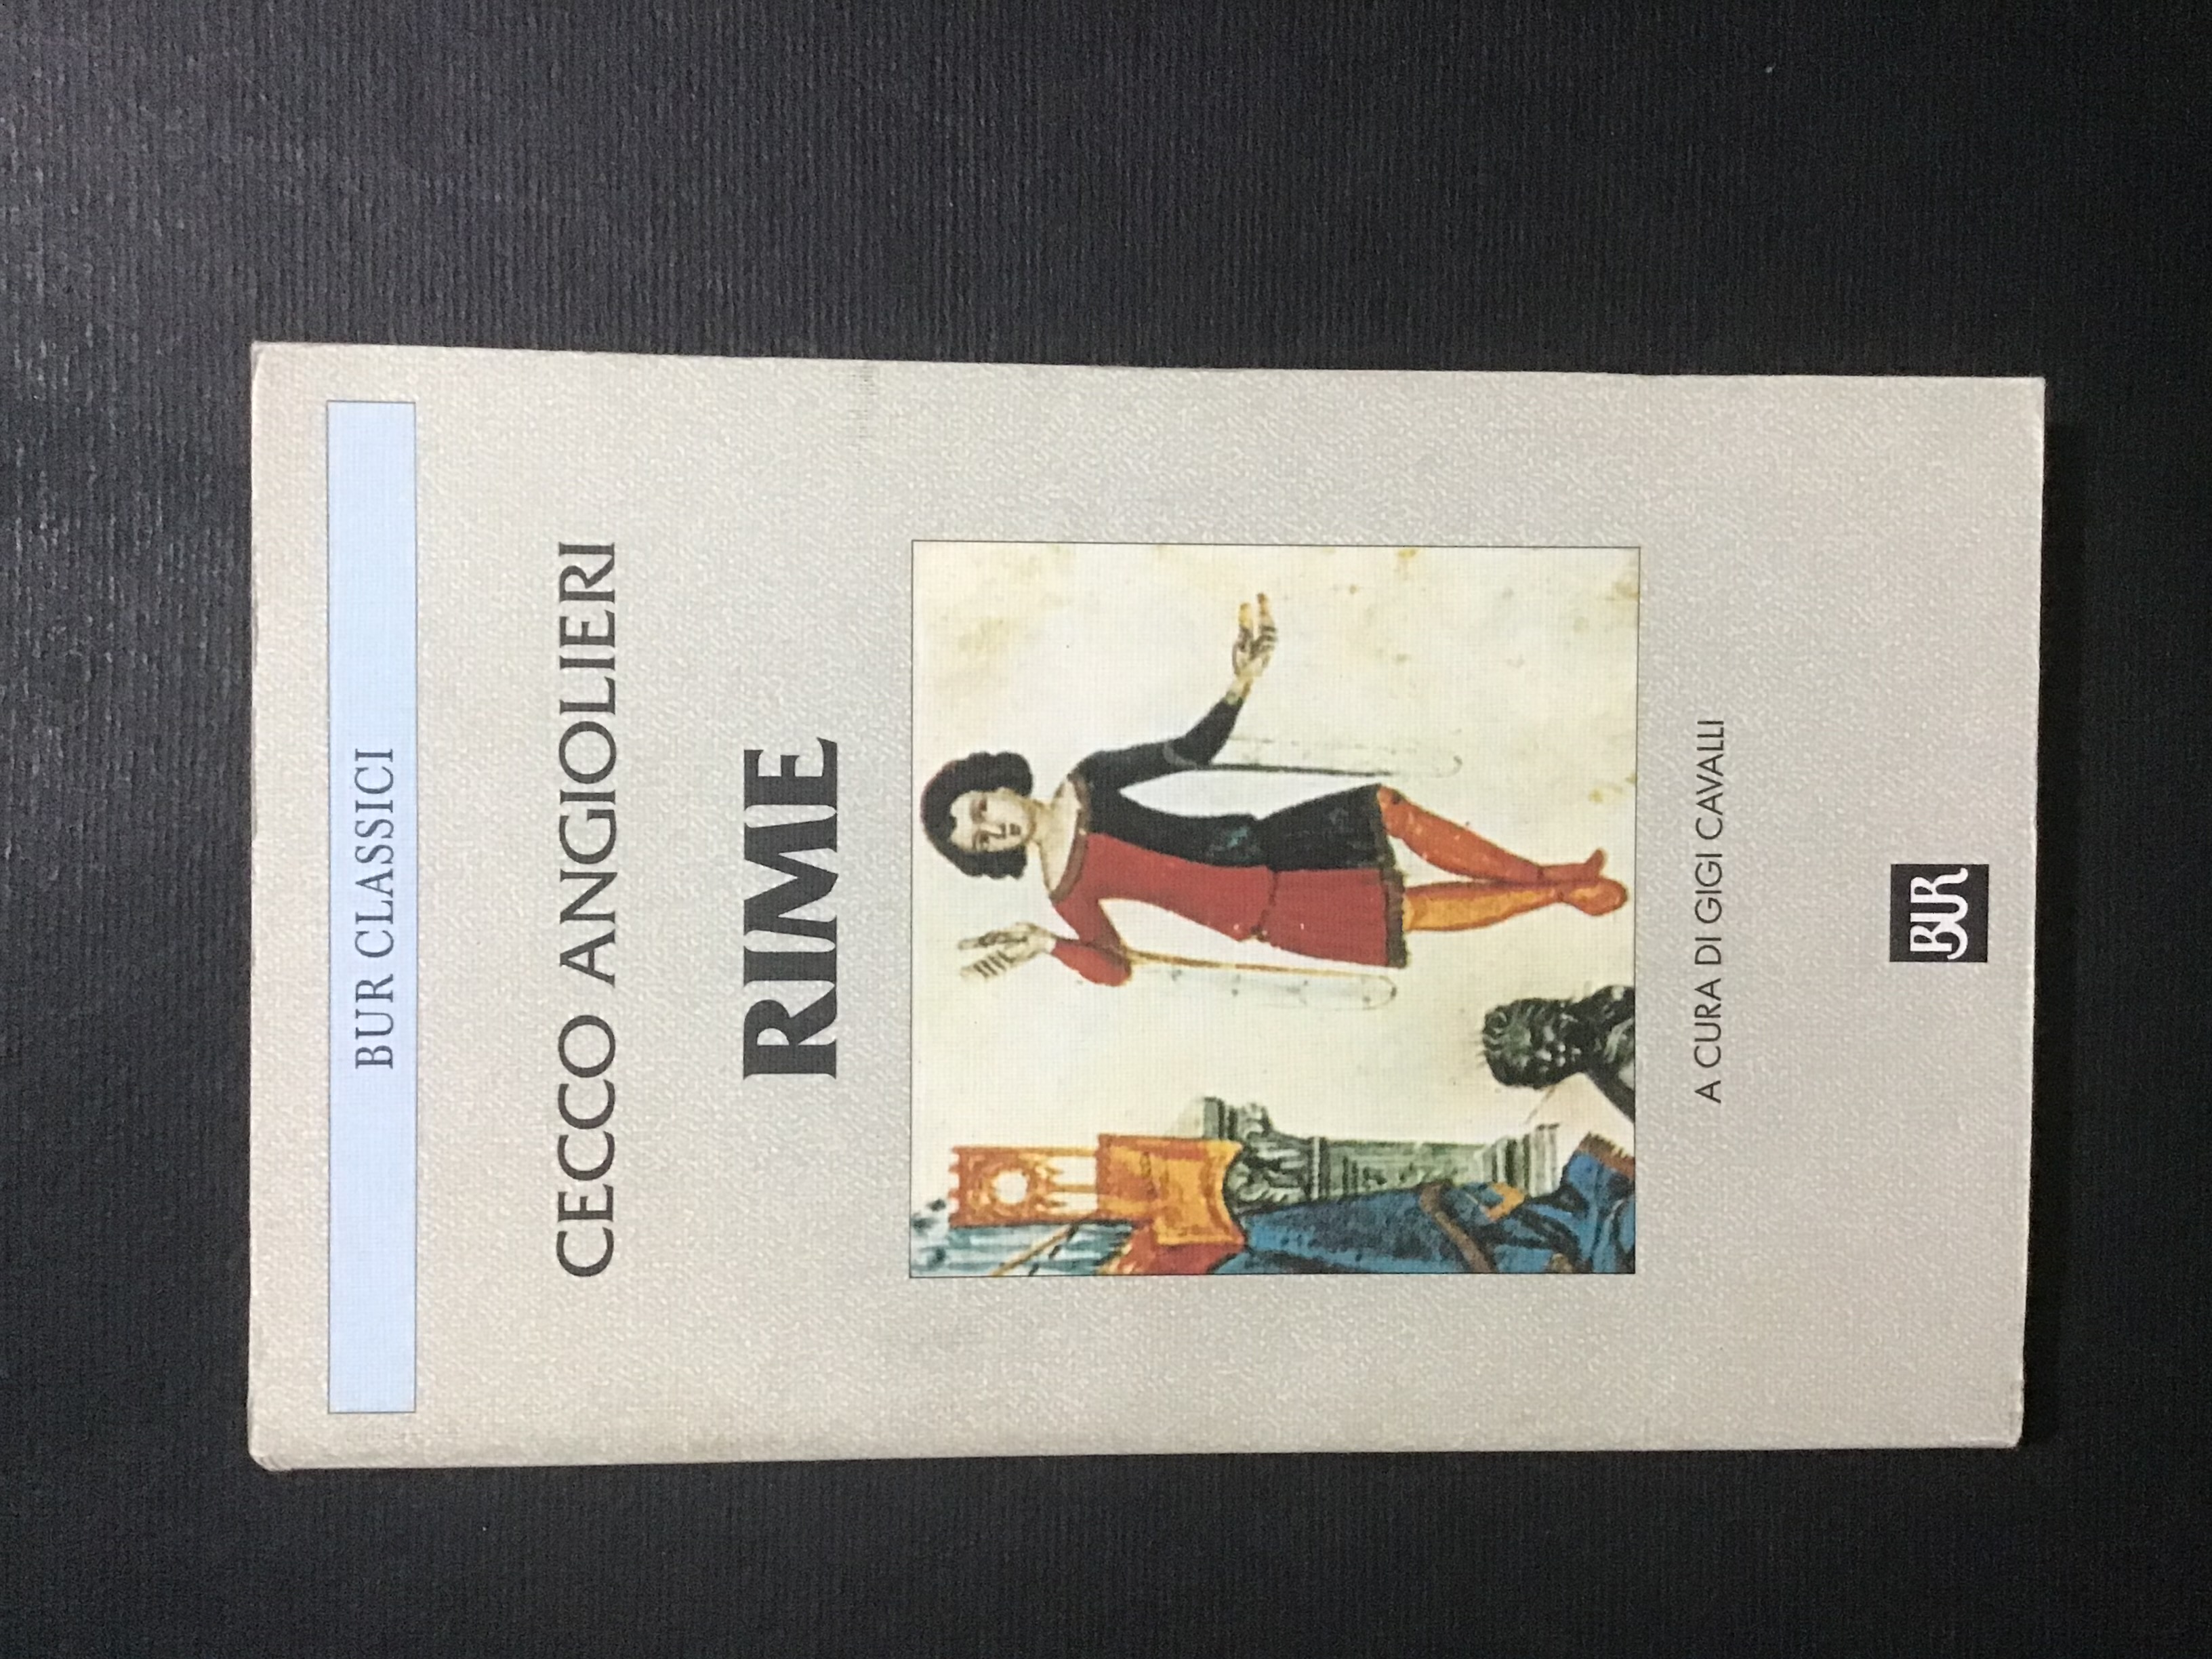 BUR CLASSICI
CECCO ANGIOLIERI
RIME
A CURA DI GIGI CAVALLI
BUR